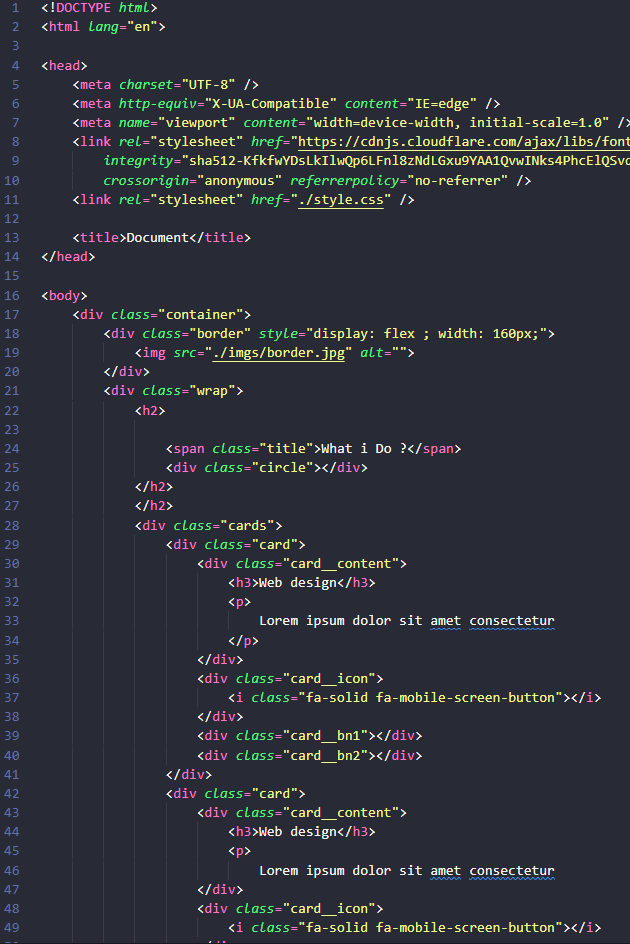 1 <!DOCTYPE html>
2 <html lang="en">
3
4 <head>
5 <meta charset="UTF-8" />
6 <meta http-equiv="X-UA-Compatible" content="IE=edge" />
7 <meta name="viewport" content="width=device-width, initial-scale=1.0" />
8 <link rel="stylesheet" href="https://cdnjs.cloudflare.com/ajax/libs/font
9 integrity="sha512-KfkfwYDsLkIlwQp6LFnl8zNdLGxu9YAA1QvwINks4PhcElQSvc
10 crossorigin="anonymous" referrerpolicy="no-referrer" />
11 <link rel="stylesheet" href="./style.css" />
12
13 <title>Document</title>
14 </head>
15
16 <body>
17 <div class="container">
18 <div class="border" style="display: flex ; width: 160px;">
19 <img src="./imgs/border.jpg" alt="">
20 </div>
21 <div class="wrap">
22 <h2>
23
24 <span class="title">What i Do ?</span>
25 <div class="circle"></div>
26 </h2>
27 </h2>
28 <div class="cards">
29 <div class="card">
30 <div class="card__content">
31 <h3>Web design</h3>
32 <p>
33 Lorem ipsum dolor sit amet consectetur
34 </p>
35 </div>
36 <div class="card__icon">
37 <i class="fa-solid fa-mobile-screen-button"></i>
38 </div>
39 <div class="card__bn1"></div>
40 <div class="card__bn2"></div>
41 </div>
42 <div class="card">
43 <div class="card__content">
44 <h3>Web design</h3>
45 <p>
46 Lorem ipsum dolor sit amet consectetur
47 </div>
48 <div class="card__icon">
49 <i class="fa-solid fa-mobile-screen-button"></i>